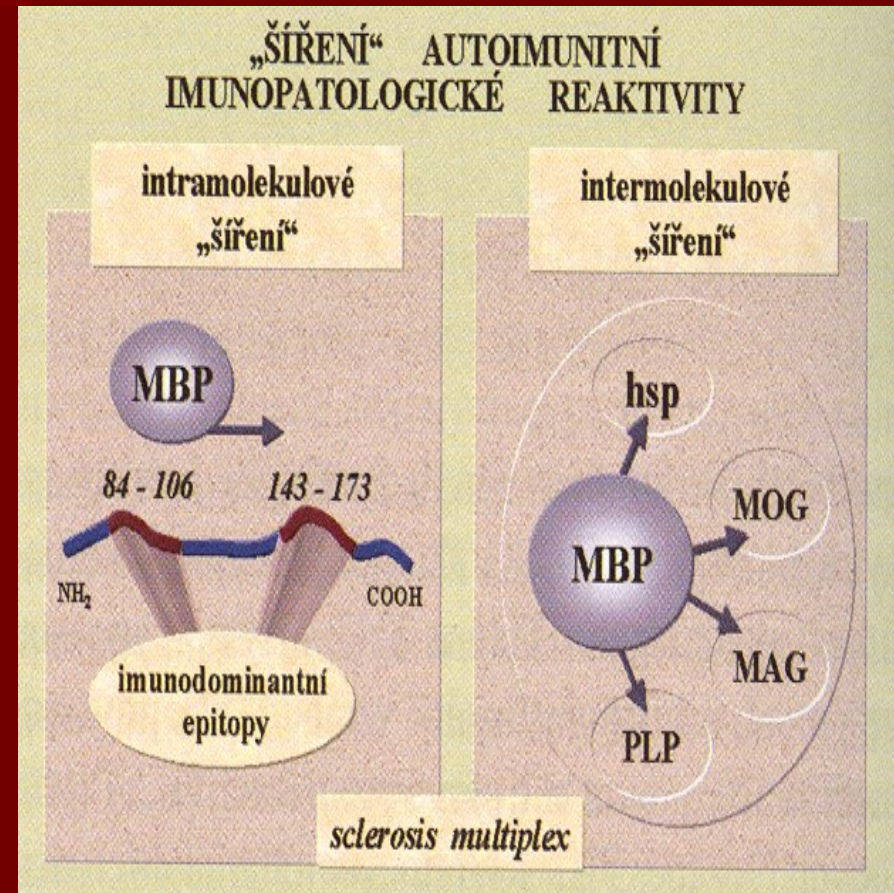 „ŠÍŘENÍ“ AUTOIMUNITNÍ
IMUNOPATOLOGICKÉ REAKTIVITY
intramolekulové
„šíření“
MBP
84 - 106
143 - 173
NH₂
COOH
imunodominantní
epitopy
intermolekulové
„šíření“
hsp
MOG
MBP
MAG
PLP
sclerosis multiplex